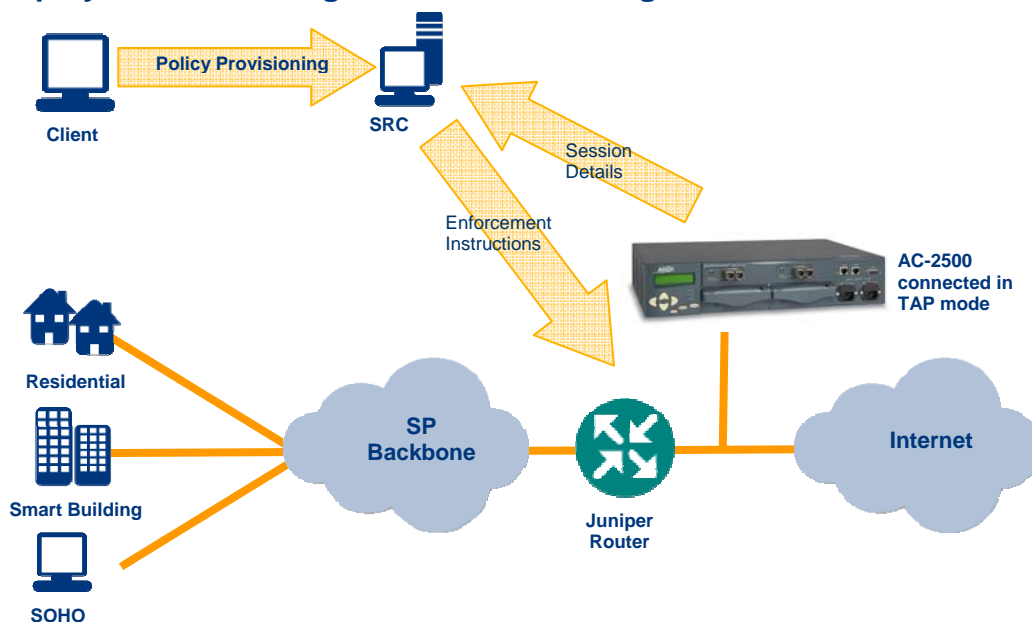 Policy Provisioning
Client
SRC
Session
Details
Enforcement
Instructions
AC-2500
connected in
TAP mode
Residential
SP
Backbone
Internet
Smart Building
Juniper
Router
SOHO